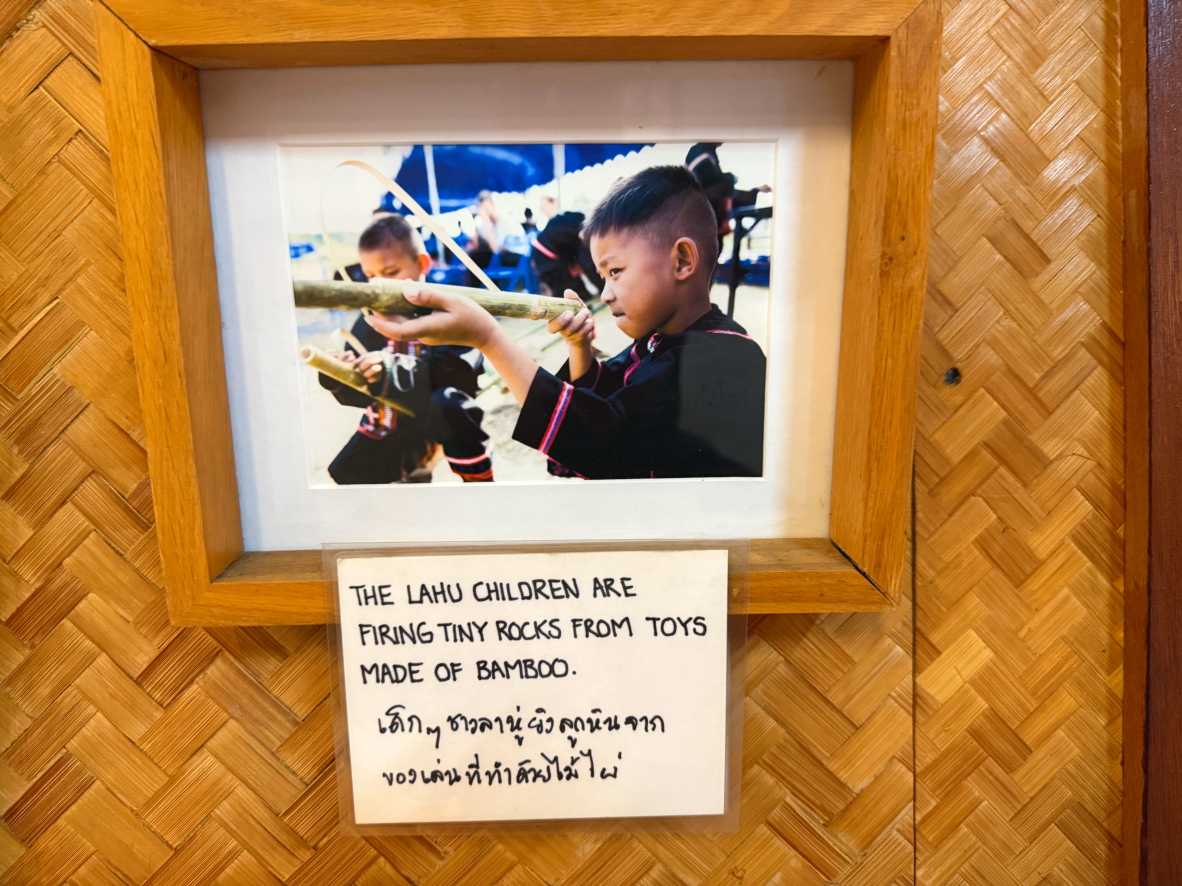 THE LAHU CHILDREN ARE
FIRING TINY ROCKS FROM TOYS
MADE OF BAMBOO.
เด็กๆ ชาวลาหู่ ยิงลูกหินจาก
ของเล่นที่ทำด้วยไม้ไผ่